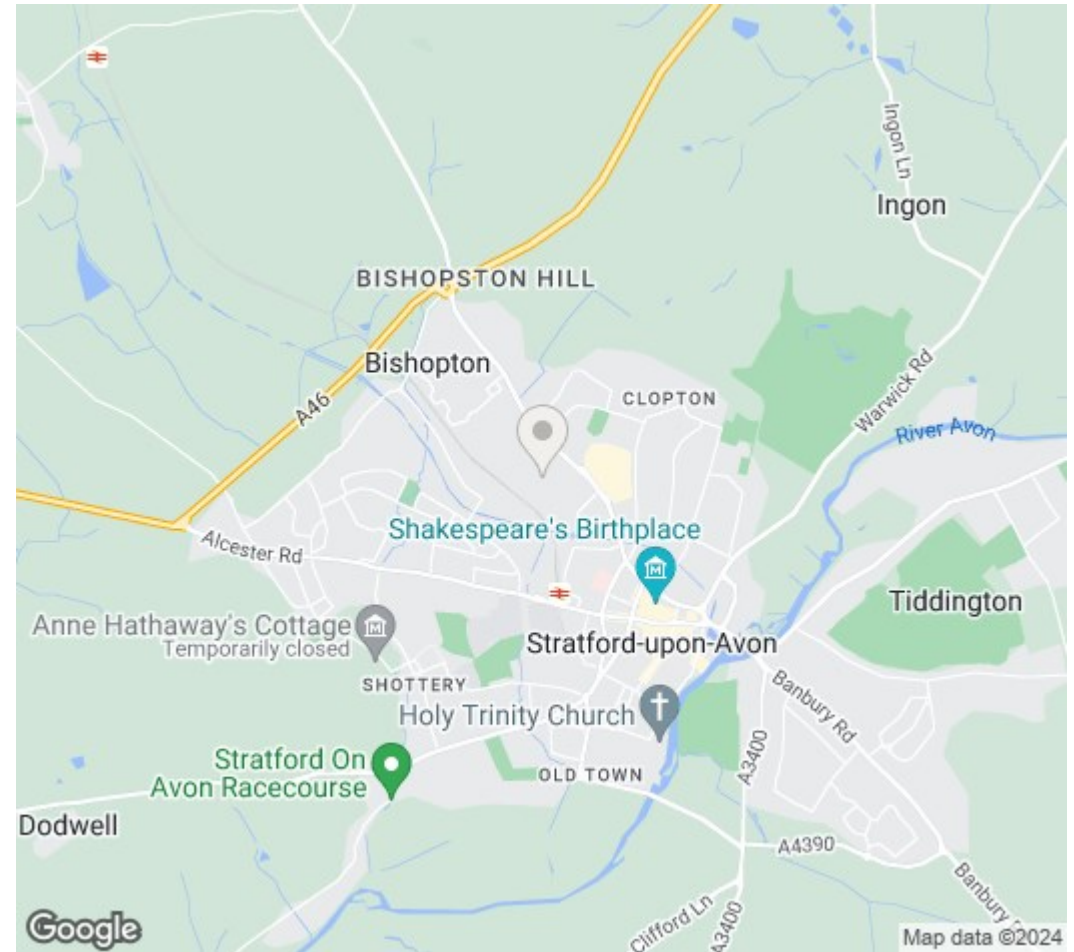 Ingon Ln
Ingon
BISHOPSTON HILL
Bishopton
CLOPTON
Warwick Rd
River Avon
A46
Shakespeare's Birthplace
Alcester Rd
Tiddington
Anne Hathaway's Cottage
Temporarily closed
Stratford-upon-Avon
SHOTTERY
Banbury Rd
Holy Trinity Church
A3400
Stratford On
Avon Racecourse
OLD TOWN
Dodwell
A4390
Banbury
Clifford Ln
A3400
Google
Map data ©2024